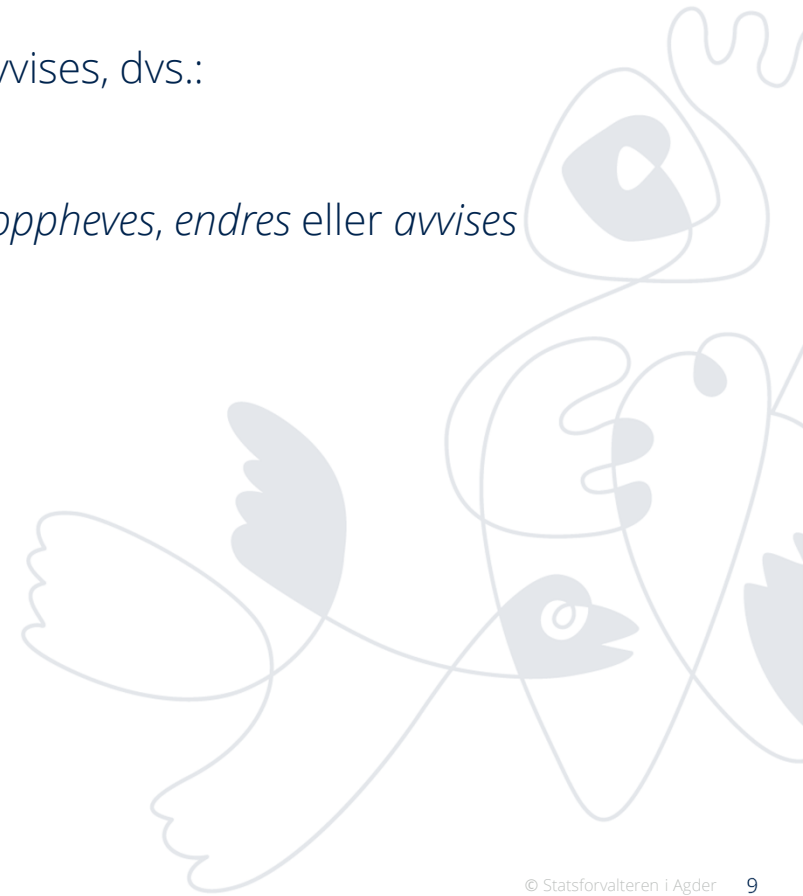 vises, dvs.:
oppheves, endres eller avvises
© Statsforvalteren i Agder 9